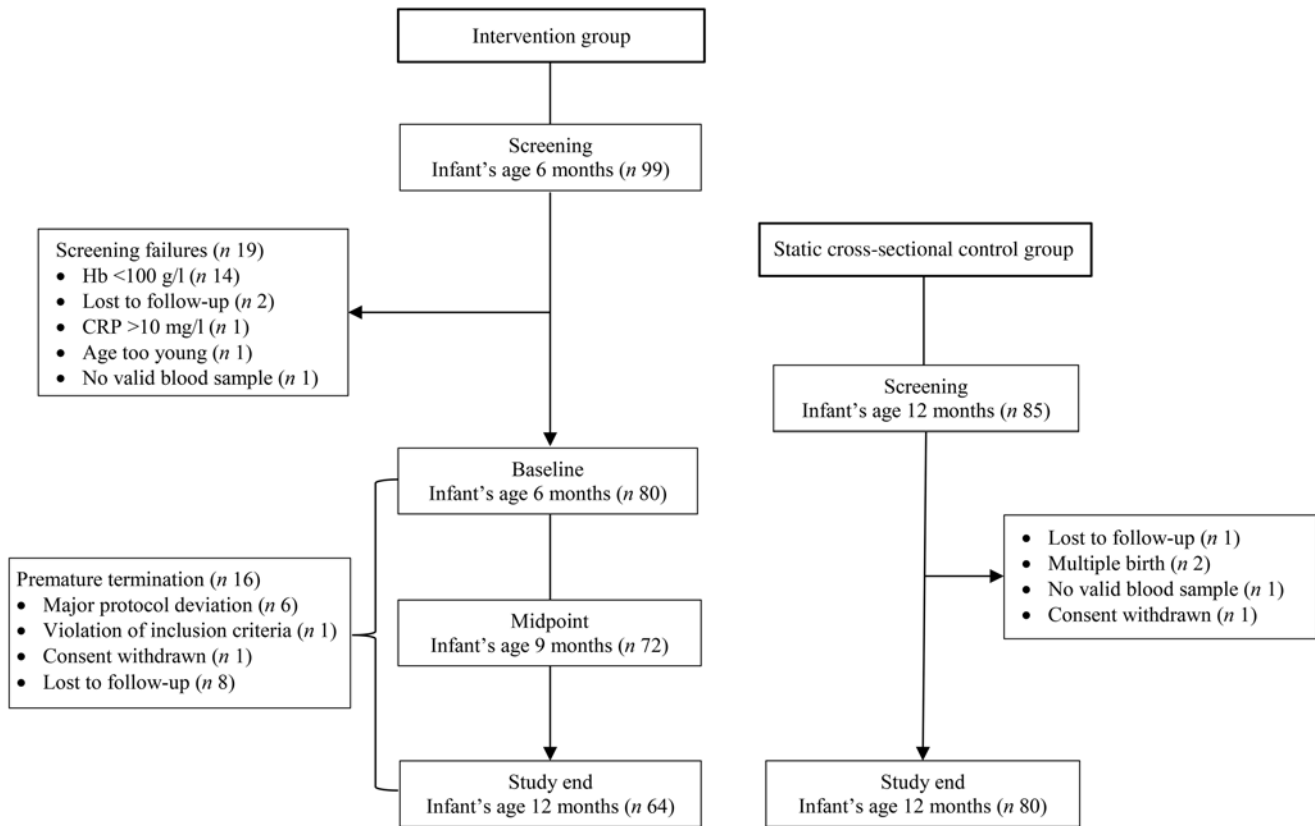 Intervention group
Screening
Infant's age 6 months (n 99)
Screening failures (n 19)
• Hb <100 g/l (n 14)
• Lost to follow-up (n 2)
• CRP >10 mg/l (n 1)
• Age too young (n 1)
• No valid blood sample (n 1)
Baseline
Infant's age 6 months (n 80)
Premature termination (n 16)
• Major protocol deviation (n 6)
• Violation of inclusion criteria (n 1)
• Consent withdrawn (n 1)
• Lost to follow-up (n 8)
Midpoint
Infant's age 9 months (n 72)
Study end
Infant's age 12 months (n 64)
Static cross-sectional control group
Screening
Infant's age 12 months (n 85)
• Lost to follow-up (n 1)
• Multiple birth (n 2)
• No valid blood sample (n 1)
• Consent withdrawn (n 1)
Study end
Infant's age 12 months (n 80)